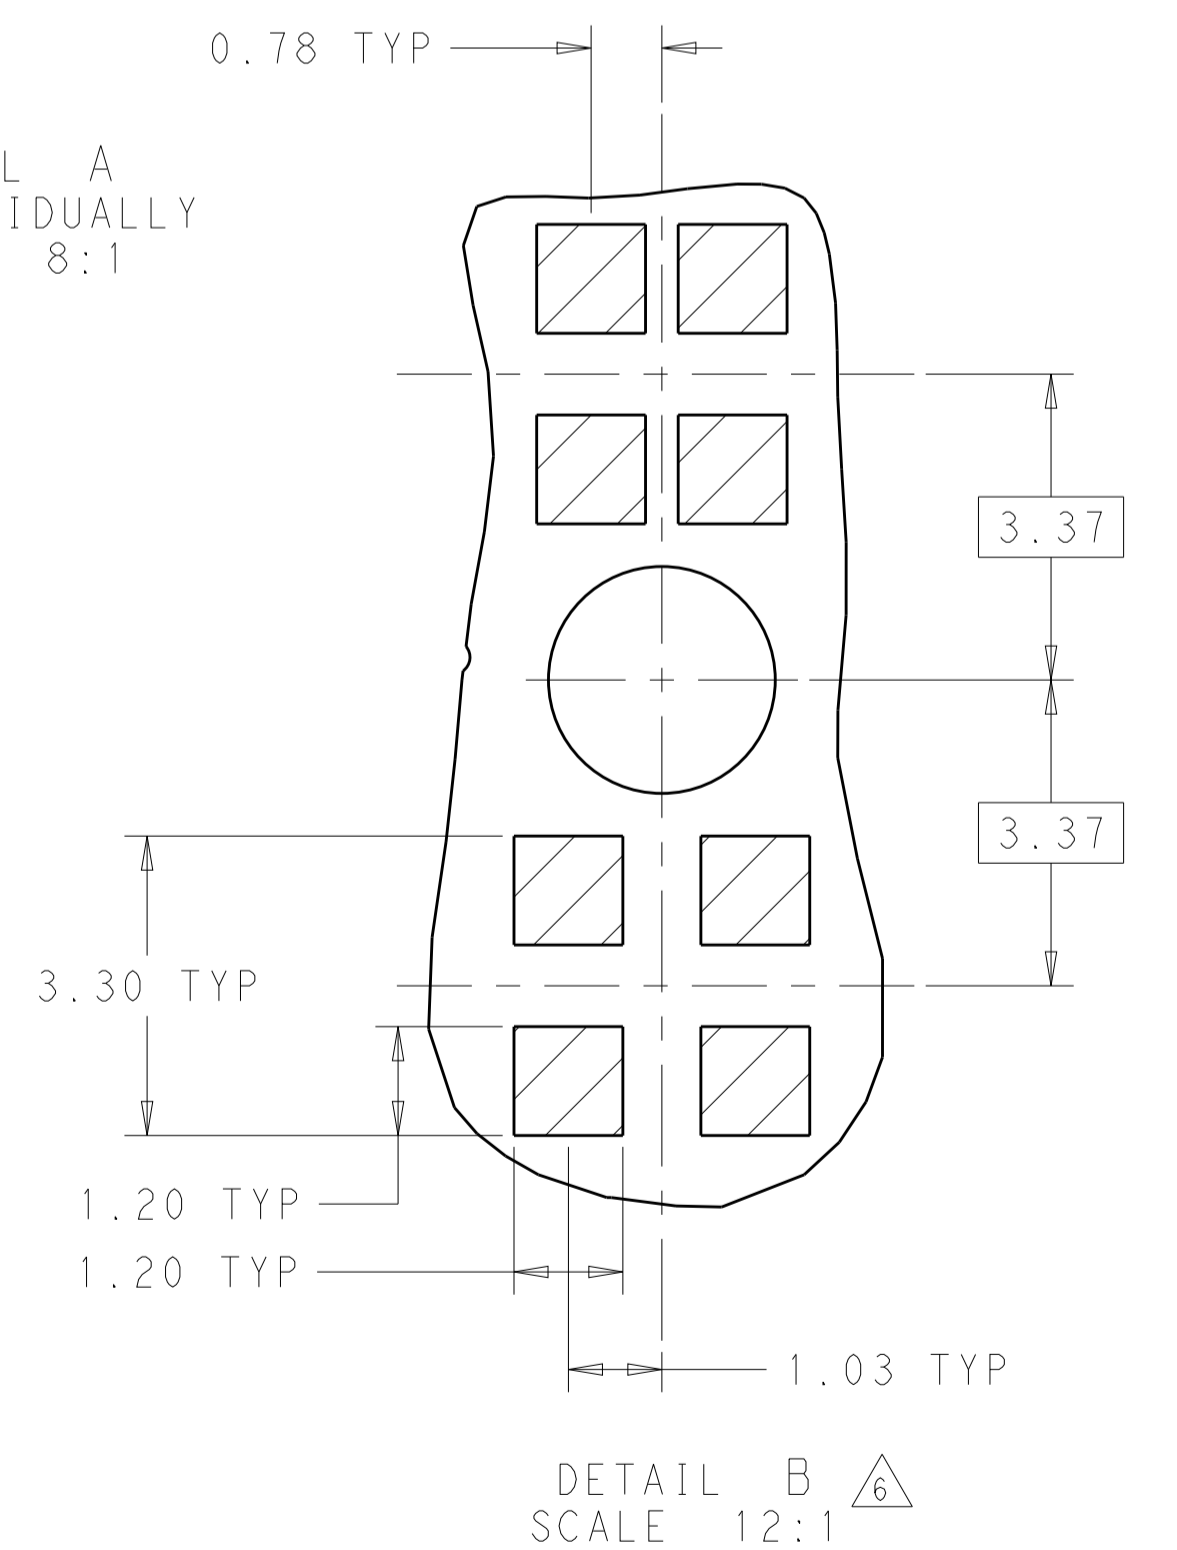 0.78 TYP
L A
IDUALLY
8:1
3.37
3.37
3.30 TYP
1.20 TYP
1.20 TYP
1.03 TYP
DETAIL B 6
SCALE 12:1